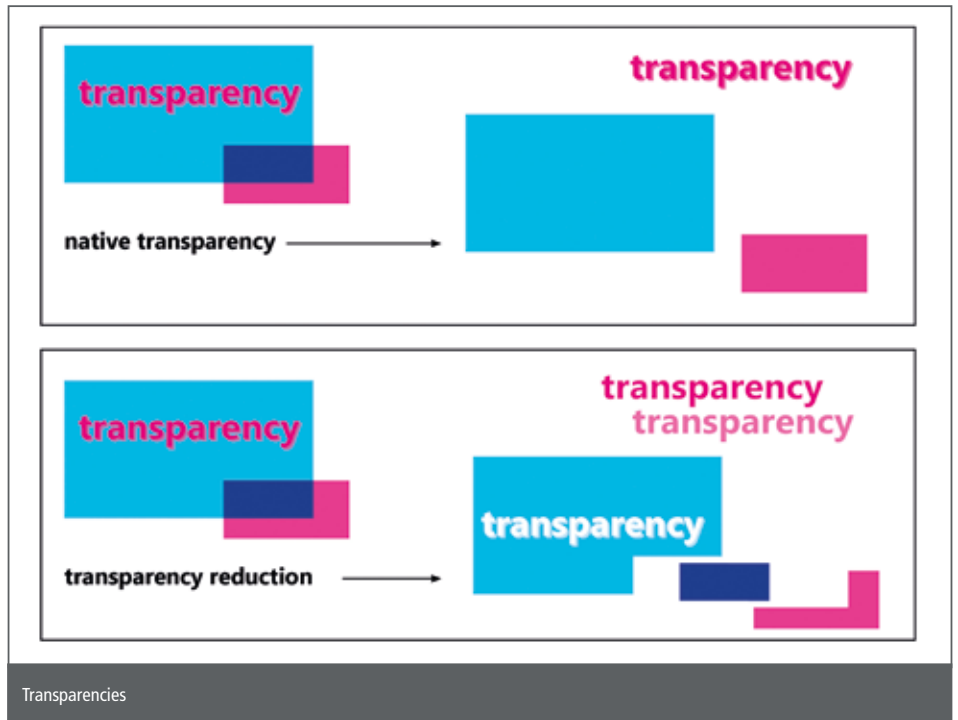 transparency
transparency
native transparency
transparency
transparency
transparency
transparency
transparency reduction
Transparencies